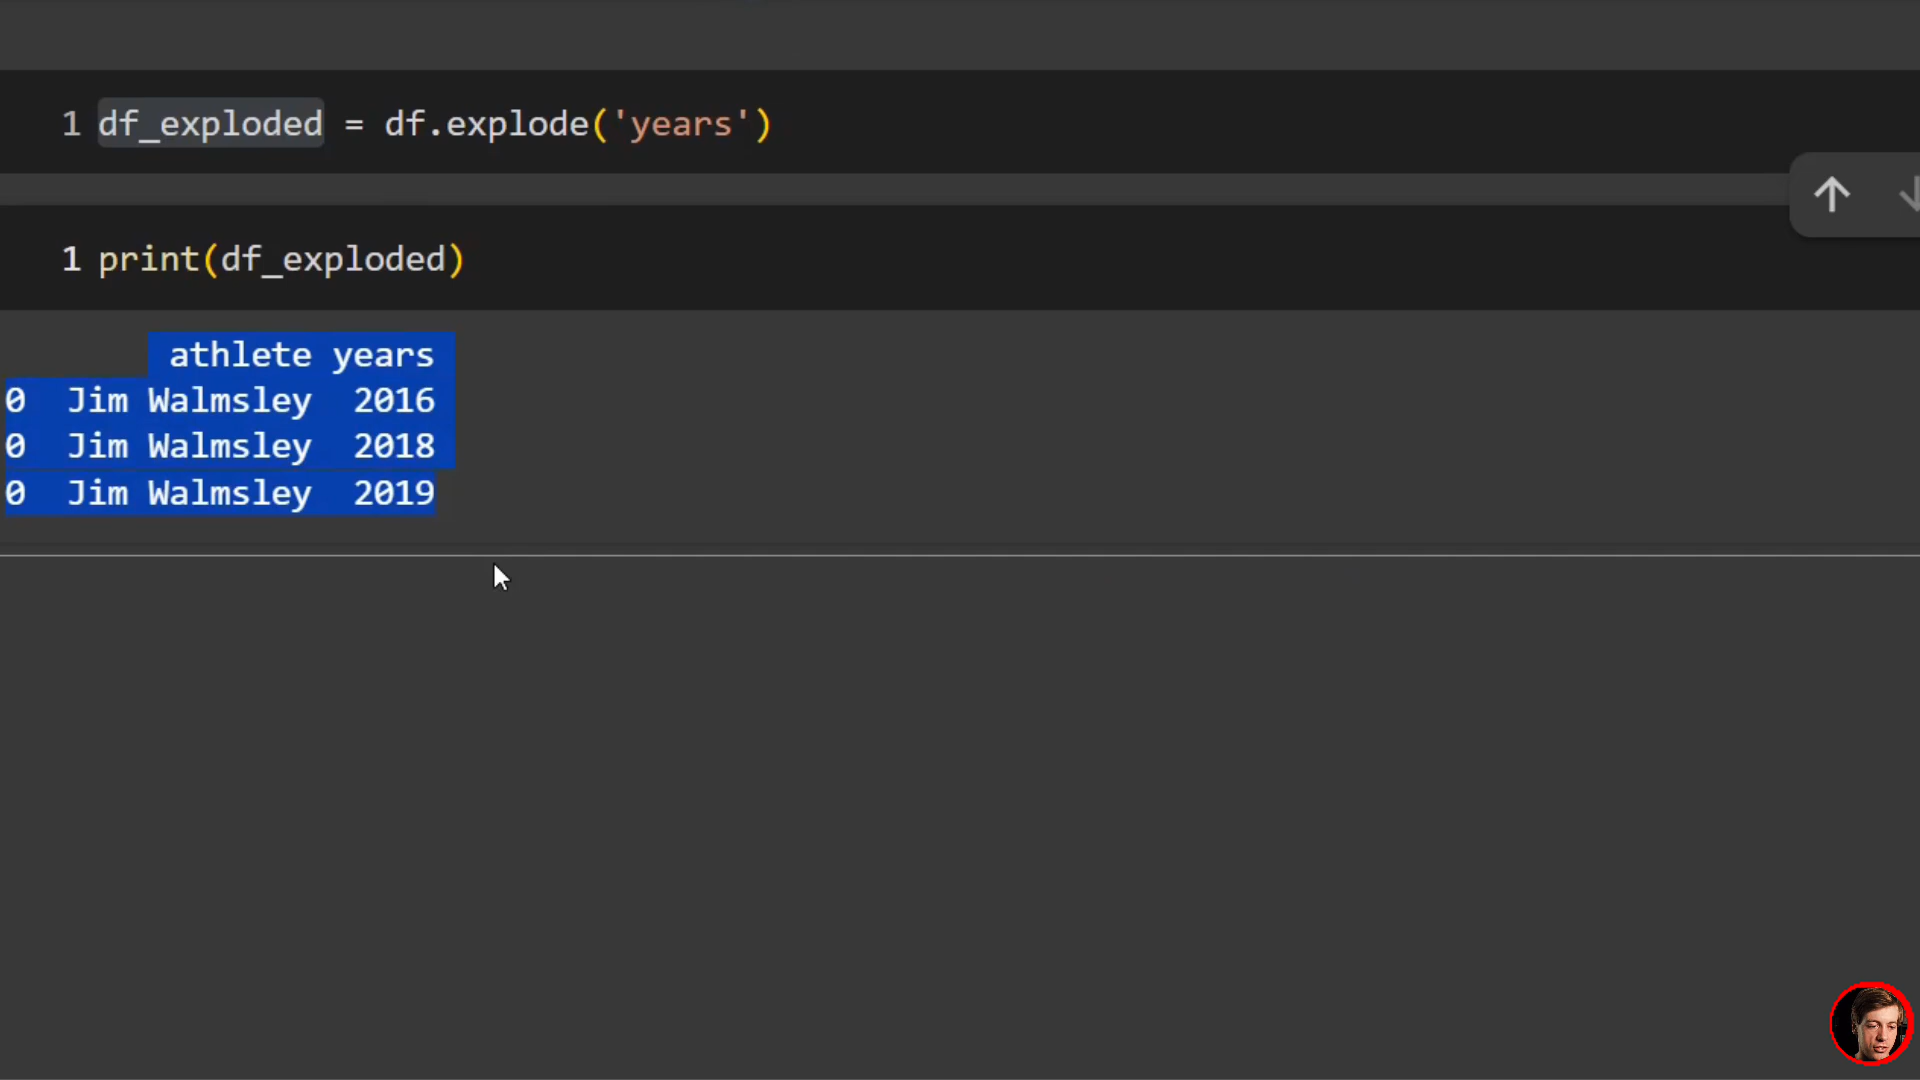 1 df_exploded = df.explode('years')
1 print(df_exploded)
athlete years
0 Jim Walmsley 2016
0 Jim Walmsley 2018
0 Jim Walmsley 2019